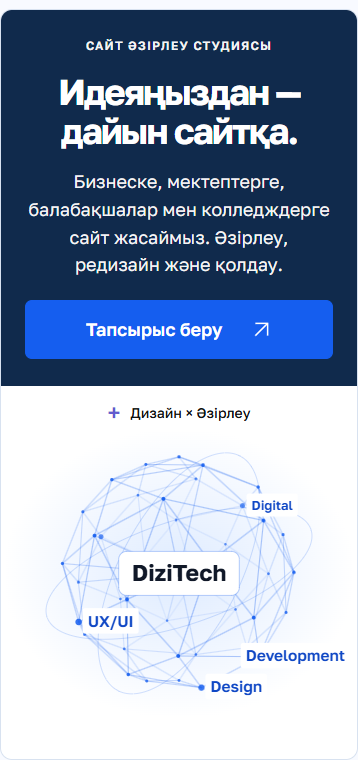 САЙТ ӘЗІРЛЕУ СТУДИЯСЫ
Идеяңыздан —
дайын сайтқа.
Бизнеске, мектептерге,
балабақшалар мен колледждерге
сайт жасаймыз. Әзірлеу,
редизайн және қолдау.
Тапсырыс беру
Дизайн × Әзірлеу
Digital
DiziTech
UX/UI
Development
Design